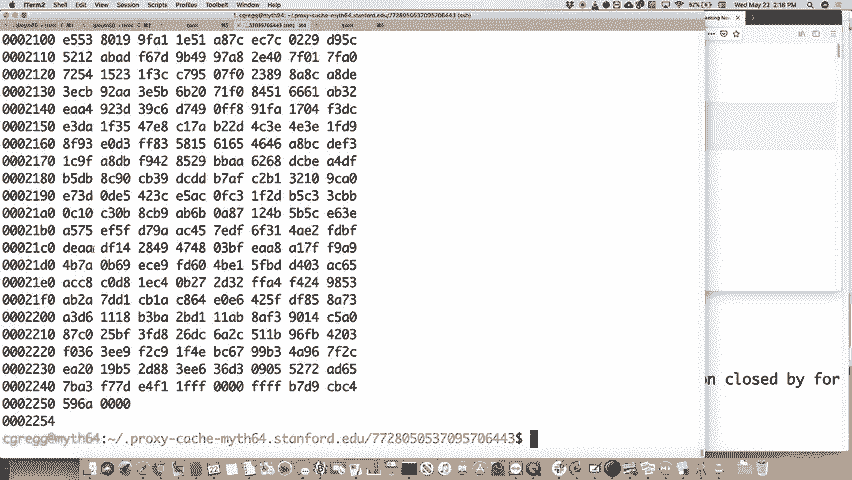 iTerm2 Shell Edit View Session Scripts Profiles Toolbelt Window Help Wed May 23 2:16 PM
1. cgregg@myth64: ~/.proxy-cache-myth64.stanford.edu/7728050537095706443 (ssh)
0002100 e553 8019 9fa1 1e51 a87c ec7c 0229 d95c
0002110 5212 abad f67d 9b49 97a8 2e40 7f01 7fa0
0002120 7254 1523 1f3c c795 07f0 2389 8a8c a8de
0002130 3ecb 92aa 3e5b 6b20 71f0 8451 6661 ab32
0002140 eaa4 923d 39c6 d749 0ff8 91fa 1704 f3dc
0002150 e3da 1f35 47e8 c17a b22d 4c3e 4e3e 1fd9
0002160 8f93 e0d3 ff83 5815 6165 4646 a8bc def3
0002170 1c9f a8db f942 8529 bbaa 6268 dcbe a4df
0002180 b5db 8c90 cb39 dcdd b7af c2b1 3210 9ca0
0002190 e73d 0de5 423c e5ac 0fc3 1f2d b5c3 3cbb
00021a0 0c10 c30b 8cb9 ab6b 0a87 124b 5b5c e63e
00021b0 a575 ef5f d79a ac45 7edf 6f31 4ae2 fdbf
00021c0 deaa df14 2849 4748 03bf eaa8 a17f f9a9
00021d0 4b7a 0b69 ece9 fd60 4be1 5fbd d403 ac65
00021e0 acc8 c0d8 1ec4 0b27 2d32 ffa4 f424 9853
00021f0 ab2a 7dd1 cb1a c864 e0e6 425f df85 8a73
0002200 a3d6 1118 b3ba 2bd1 11ab 8af3 9014 c5a0
0002210 87c0 25bf 3fd8 26dc 6a2c 511b 96fb 4203
0002220 f036 3ee9 f2c9 1f4e bc67 99b3 4a96 7f2c
0002230 ea20 19b5 2d88 3ee6 36d3 0905 5272 ad65
0002240 7ba3 f77d e4f1 1fff 0000 ffff b7d9 cbc4
0002250 596a 0000
0002254
cgregg@myth64:~/.proxy-cache-myth64.stanford.edu/7728050537095706443$
n closed by for